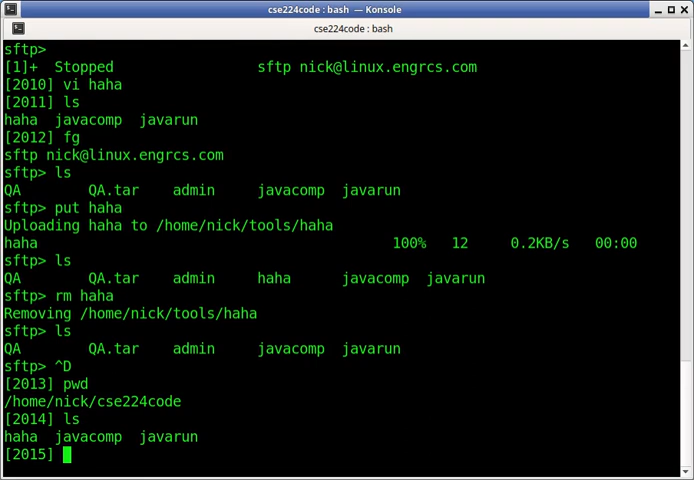 cse224code : bash — Konsole
cse224code : bash
sftp>
[1]+  Stopped                 sftp nick@linux.engrcs.com
[2010] vi haha
[2011] ls
haha  javacomp  javarun
[2012] fg
sftp nick@linux.engrcs.com
sftp> ls
QA        QA.tar    admin     javacomp  javarun
sftp> put haha
Uploading haha to /home/nick/tools/haha
haha                                          100%   12     0.2KB/s   00:00
sftp> ls
QA        QA.tar    admin     haha      javacomp  javarun
sftp> rm haha
Removing /home/nick/tools/haha
sftp> ls
QA        QA.tar    admin     javacomp  javarun
sftp> ^D
[2013] pwd
/home/nick/cse224code
[2014] ls
haha  javacomp  javarun
[2015]